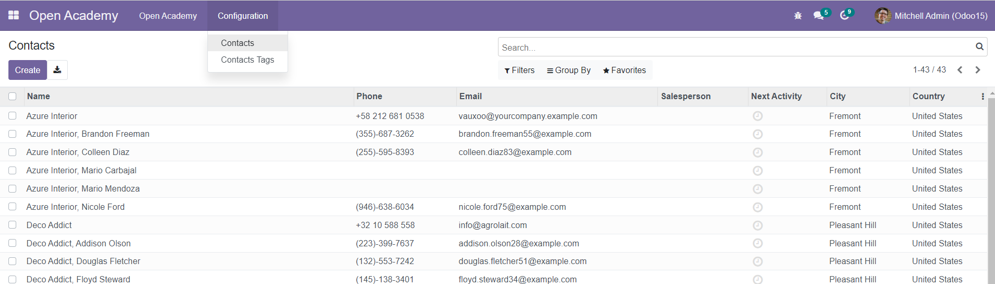 Open Academy Open Academy Configuration 5 9 Mitchell Admin (Odoo15)
Contacts
Contacts Tags
Contacts
Search...
Create
Filters Group By Favorites 1-43 / 43
Name Phone Email Salesperson Next Activity City Country
Azure Interior +58 212 681 0538 vauxoo@yourcompany.example.com Fremont United States
Azure Interior, Brandon Freeman (355)-687-3262 brandon.freeman55@example.com Fremont United States
Azure Interior, Colleen Diaz (255)-595-8393 colleen.diaz83@example.com Fremont United States
Azure Interior, Mario Carbajal Fremont United States
Azure Interior, Mario Mendoza Fremont United States
Azure Interior, Nicole Ford (946)-638-6034 nicole.ford75@example.com Fremont United States
Deco Addict +32 10 588 558 info@agrolait.com Pleasant Hill United States
Deco Addict, Addison Olson (223)-399-7637 addison.olson28@example.com Pleasant Hill United States
Deco Addict, Douglas Fletcher (132)-553-7242 douglas.fletcher51@example.com Pleasant Hill United States
Deco Addict, Floyd Steward (145)-138-3401 floyd.steward34@example.com Pleasant Hill United States